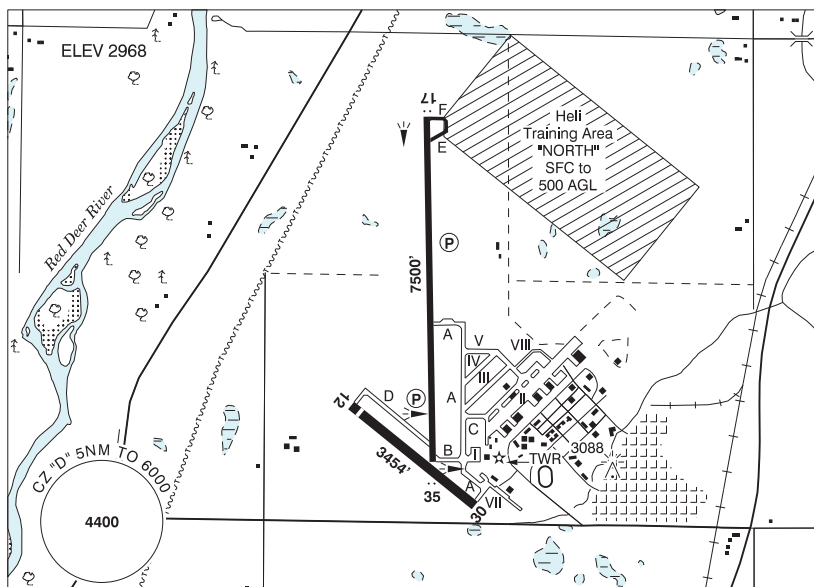 ELEV 2968
17
F
E
Heli
Training Area
"NORTH"
SFC to
500 AGL
Red Deer River
P
7500'
A
V
VIII
IV
III
A
II
D
P
12
C
B
I
3088
TWR
3454'
A
35
30
VII
CZ "D" 5NM TO 6000
4400